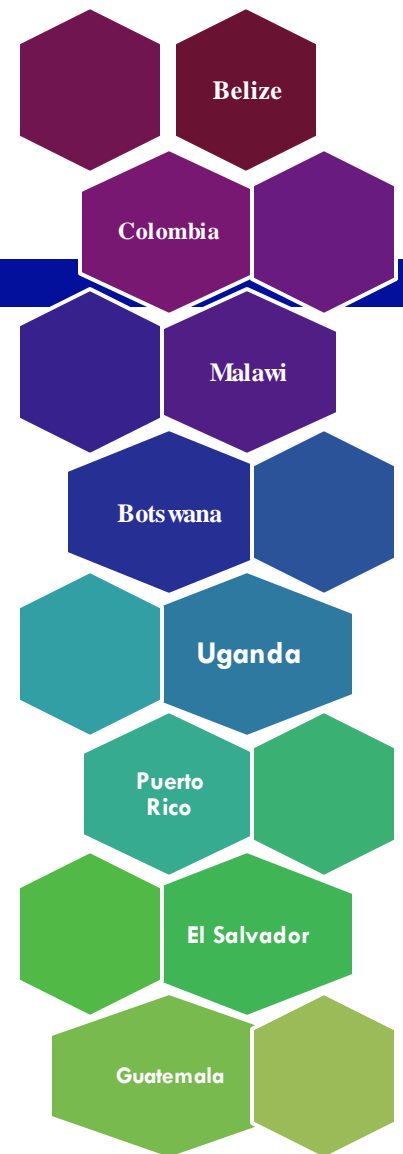 Belize
Colombia
Malawi
Botswana
Uganda
Puerto
Rico
El Salvador
Guatemala